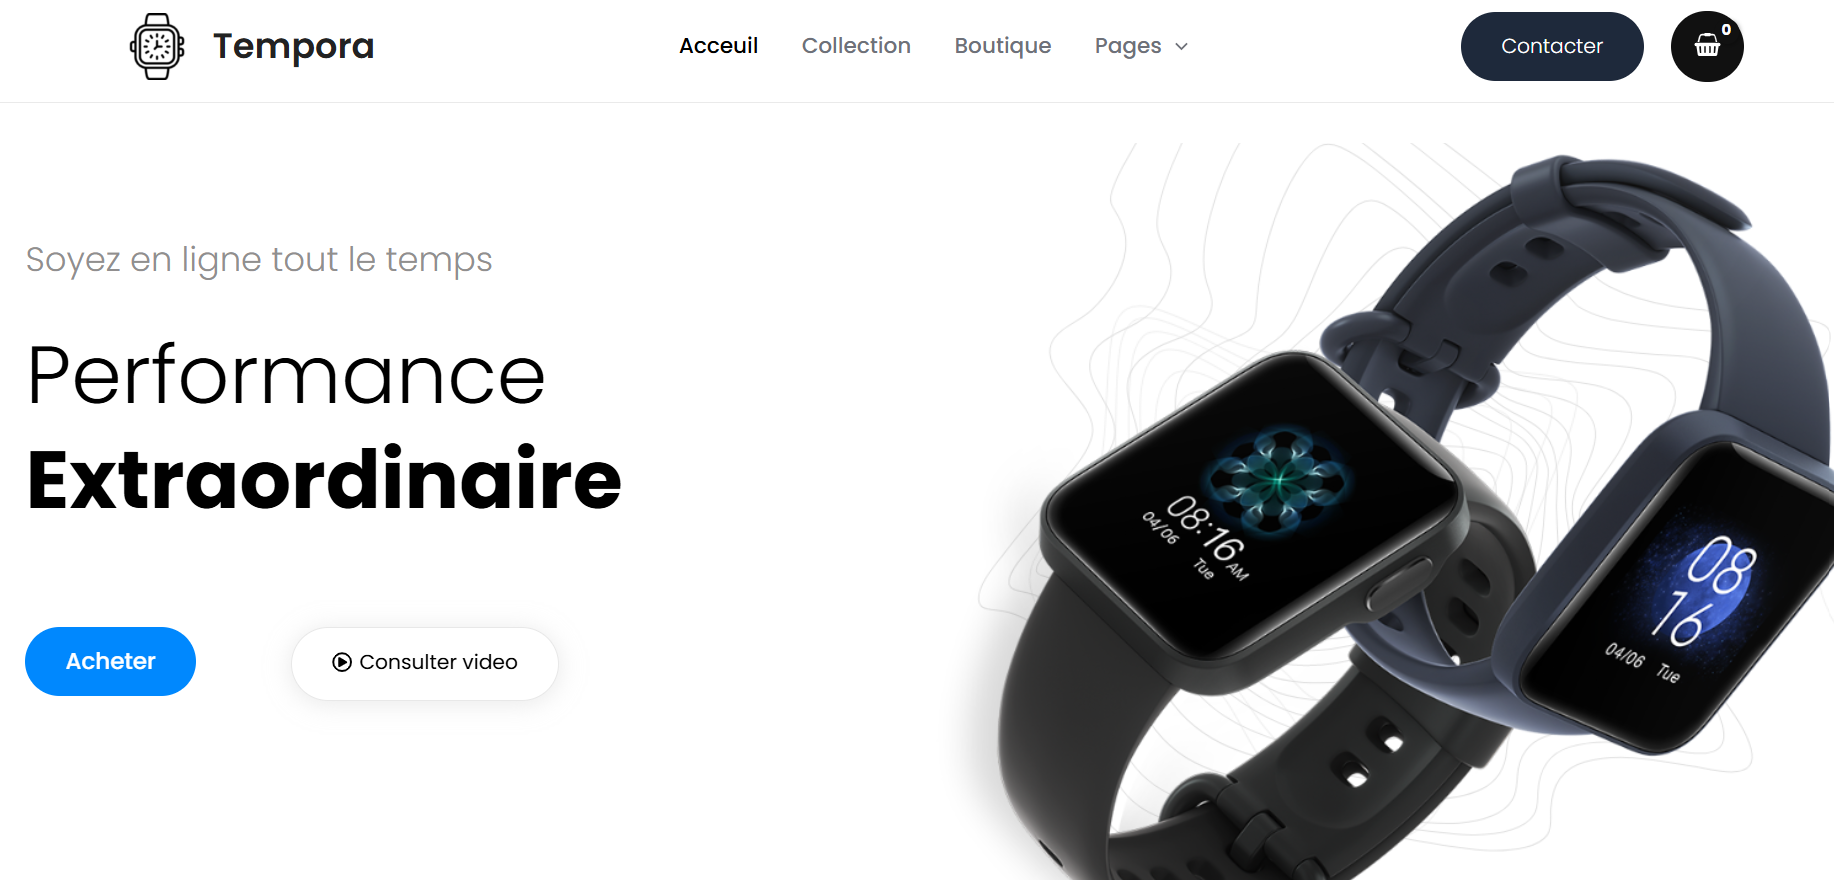 Tempora
Acceuil Collection Boutique Pages
Contacter
0
Soyez en ligne tout le temps
Performance
Extraordinaire
Acheter
Consulter video
08:16 AM
04/06 Tue
08
16
04/06 Tue